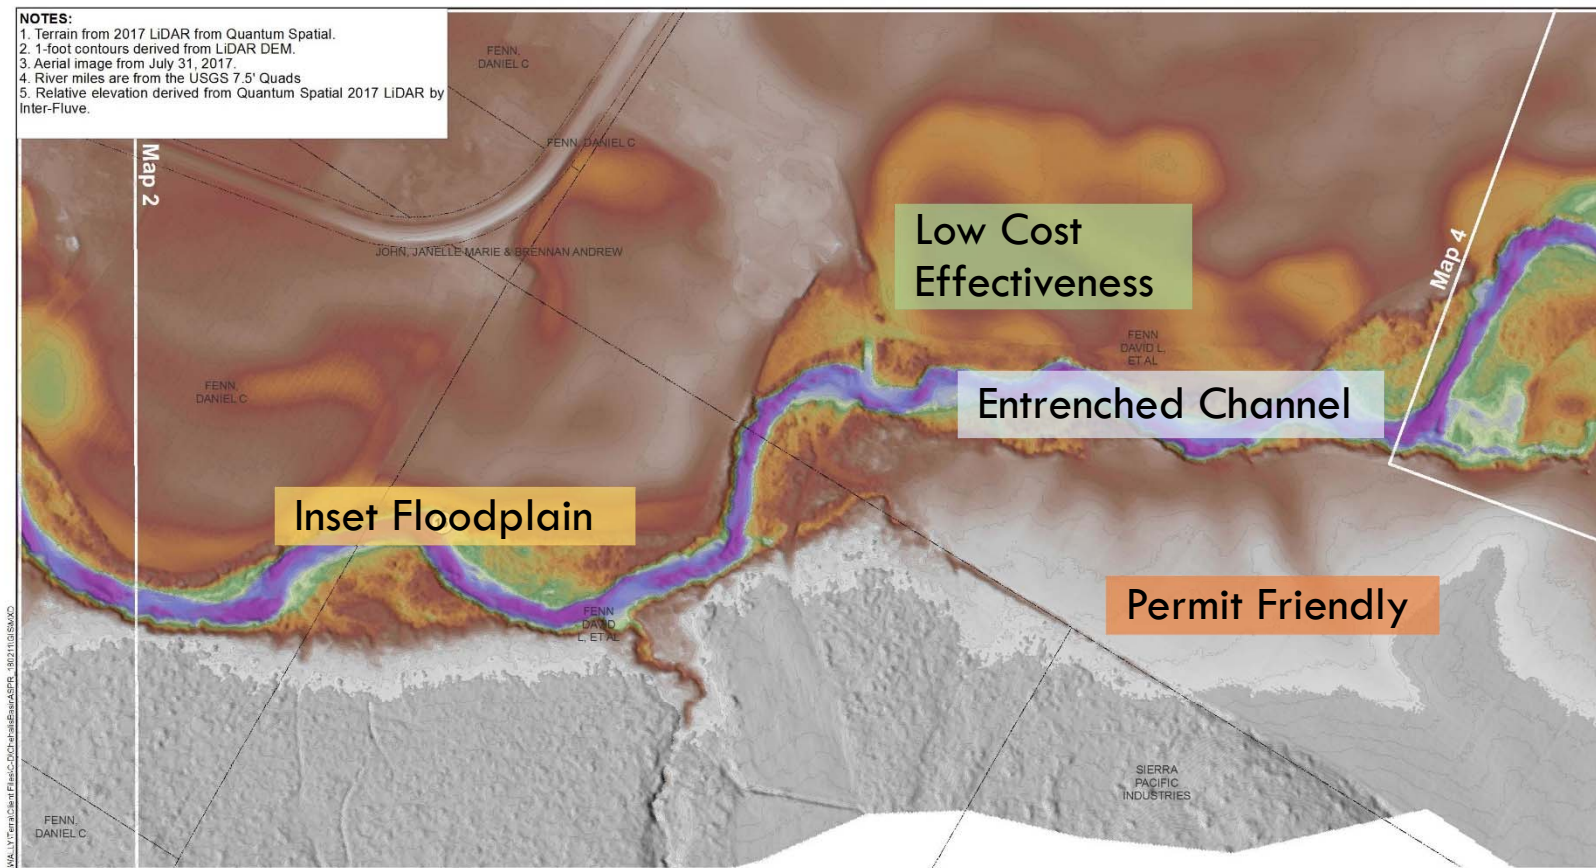 NOTES:
1. Terrain from 2017 LiDAR from Quantum Spatial.
2. 1-foot contours derived from LiDAR DEM.
3. Aerial image from July 31, 2017.
4. River miles are from the USGS 7.5' Quads
5. Relative elevation derived from Quantum Spatial 2017 LiDAR by
Inter-Fluve.
FENN,
DANIEL C
FENN, DANIEL C
Map 2
JOHN, JANELLE MARIE & BRENNAN ANDREW
Low Cost
Effectiveness
Map 4
FENN
DAVID L,
ET AL
FENN,
DANIEL C
Entrenched Channel
Inset Floodplain
Permit Friendly
FENN
DAVID
L, ET AL
SIERRA
PACIFIC
INDUSTRIES
FENN,
DANIEL C